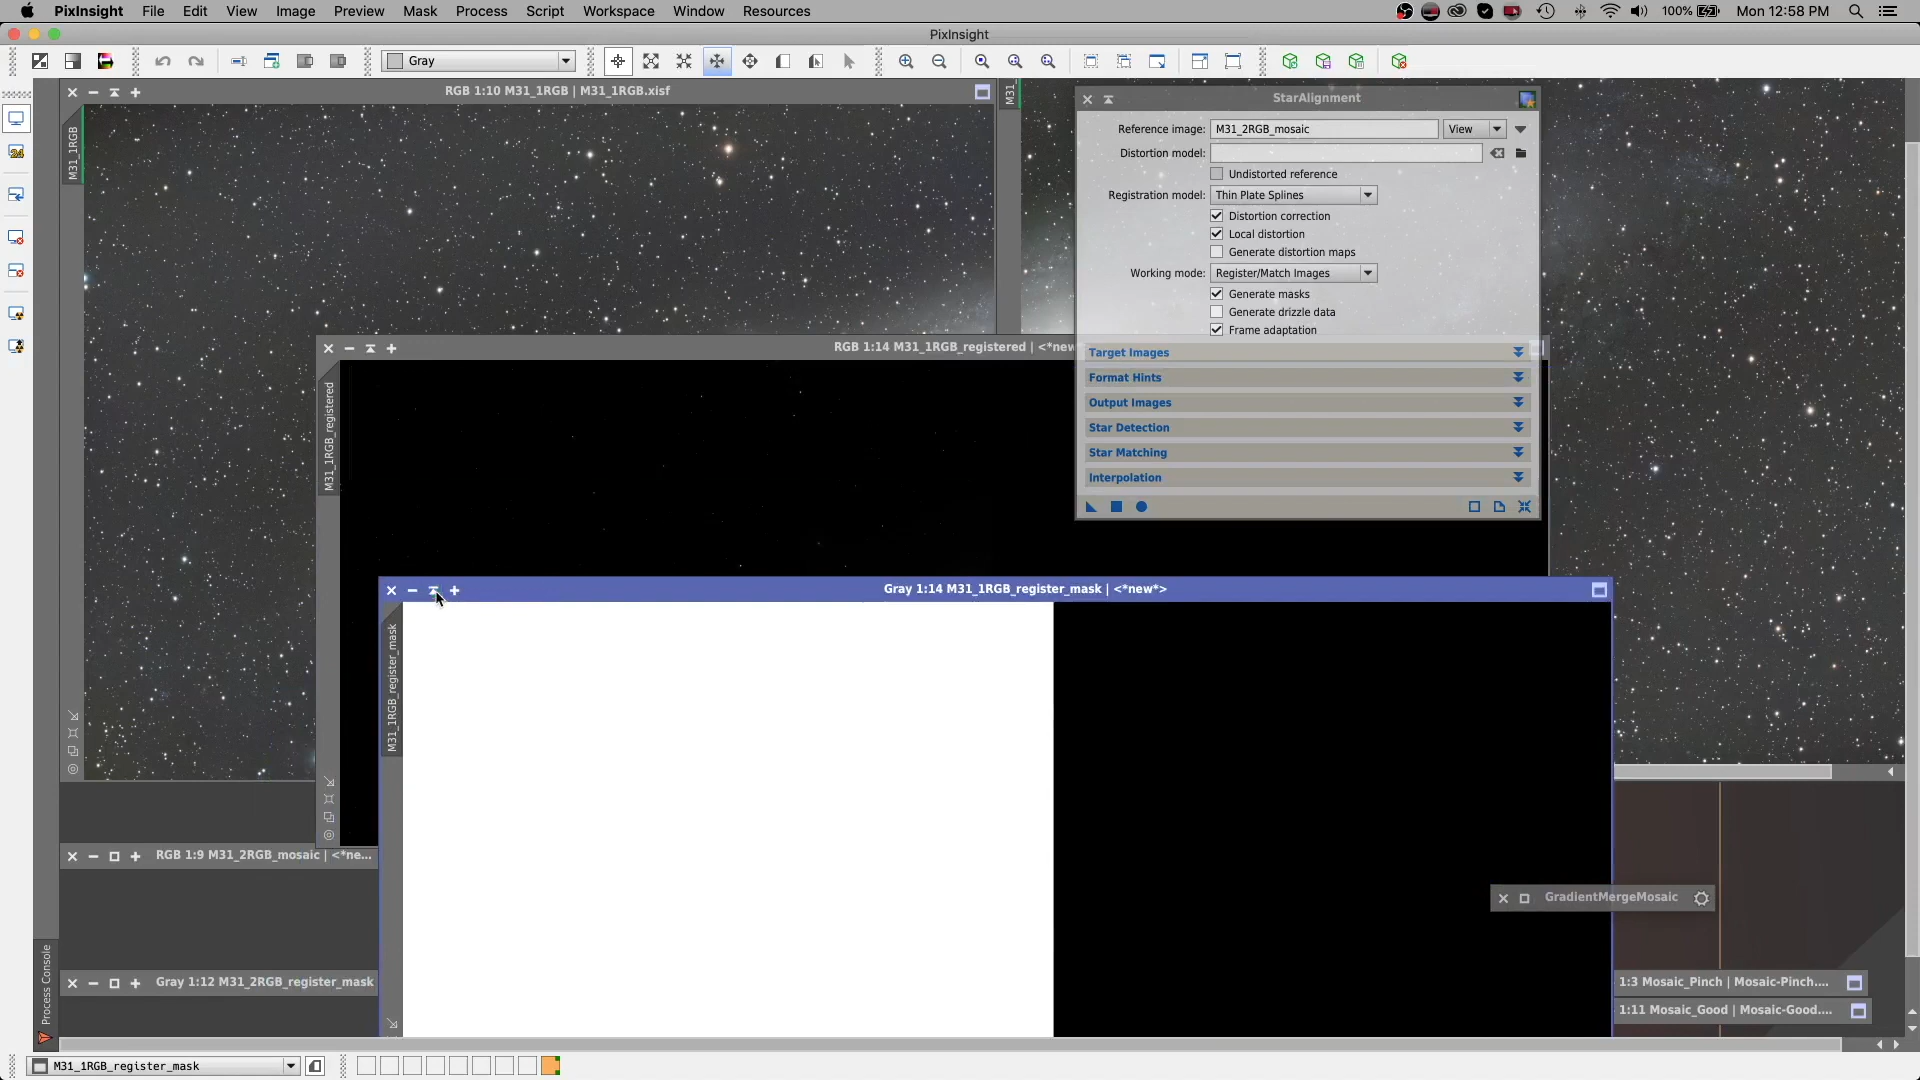 PixInsight File Edit View Image Preview Mask Process Script Workspace Window Resources
100% Mon 12:58 PM
PixInsight
Gray
RGB 1:10 M31_1RGB | M31_1RGB.xisf
M31_1RGB
M31_
StarAlignment
Reference image: M31_2RGB_mosaic View
Distortion model:
Undistorted reference
Registration model: Thin Plate Splines
Distortion correction
Local distortion
Generate distortion maps
Working mode: Register/Match Images
Generate masks
Generate drizzle data
Frame adaptation
Target Images
Format Hints
Output Images
Star Detection
Star Matching
Interpolation
RGB 1:14 M31_1RGB_registered | <*new
M31_1RGB_registered
Gray 1:14 M31_1RGB_register_mask | <*new*>
M31_1RGB_register_mask
RGB 1:9 M31_2RGB_mosaic | <*ne...
GradientMergeMosaic
Gray 1:12 M31_2RGB_register_mask
1:3 Mosaic_Pinch | Mosaic-Pinch....
1:11 Mosaic_Good | Mosaic-Good....
Process Console
M31_1RGB_register_mask